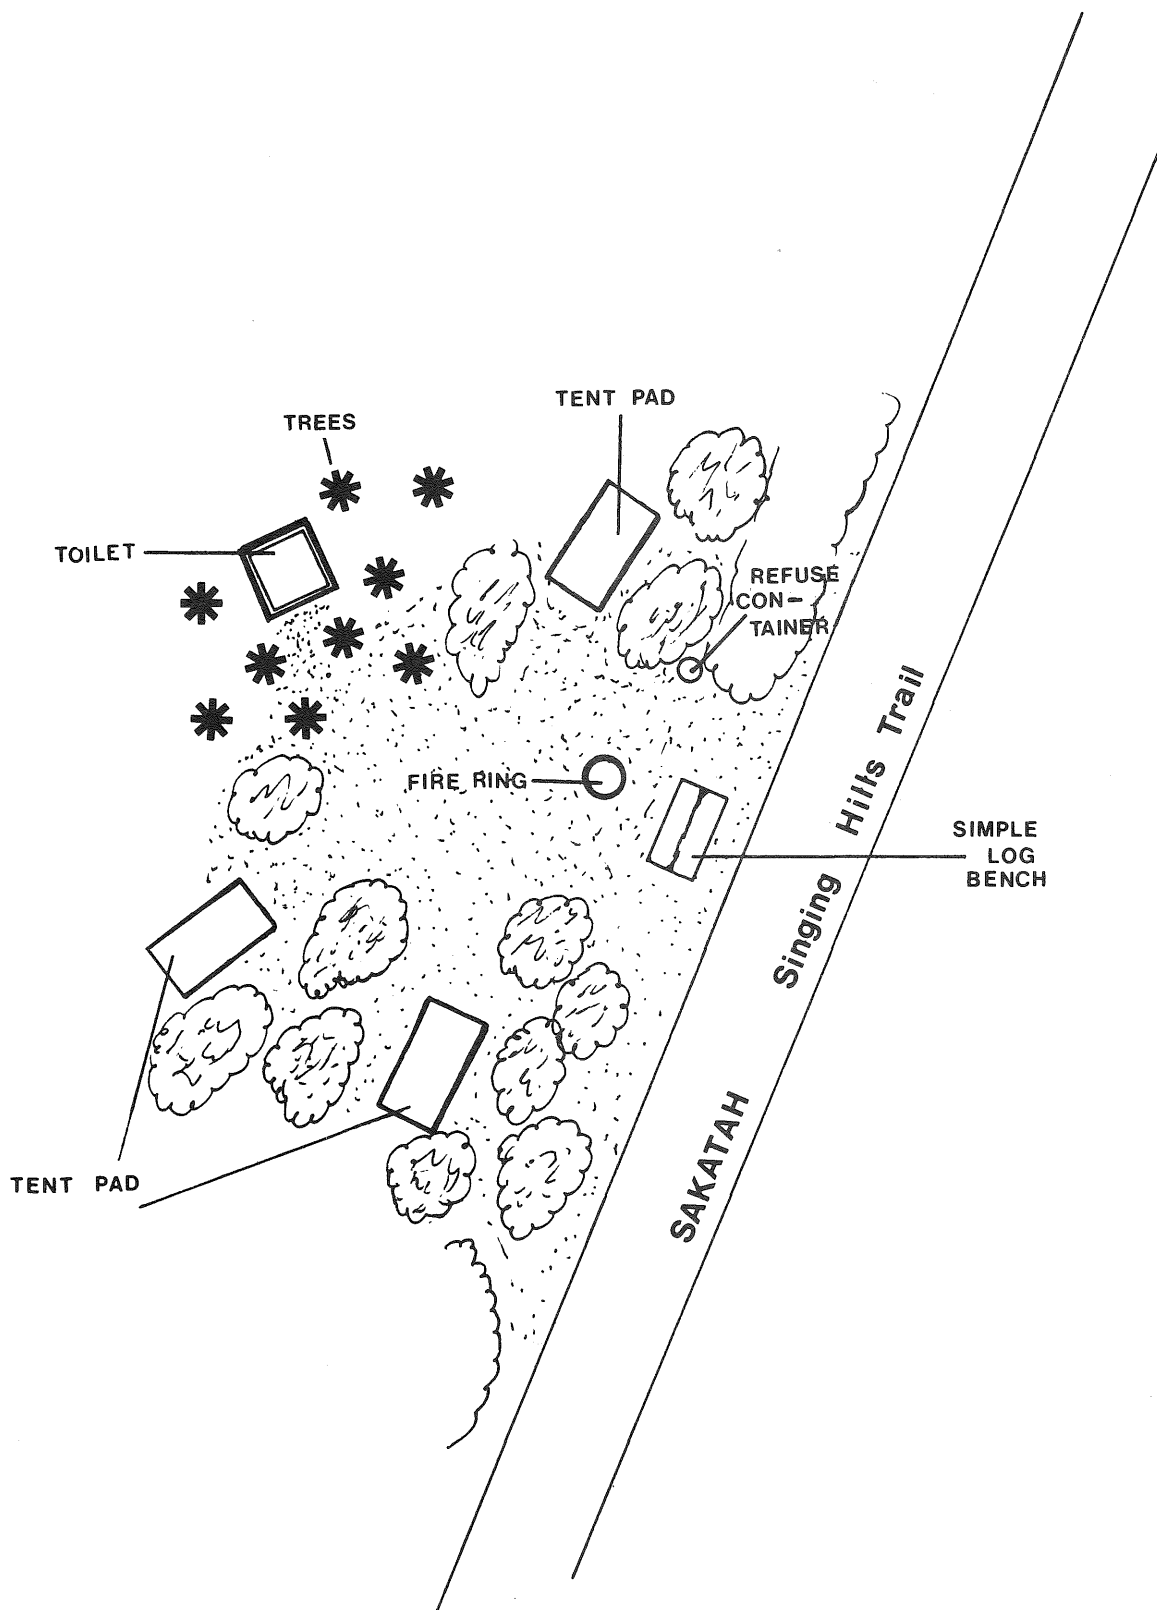 TENT PAD
TREES
TOILET
REFUSE
CON-
TAINER
FIRE RING
SIMPLE
LOG
BENCH
TENT PAD
SAKATAH Singing Hills Trail